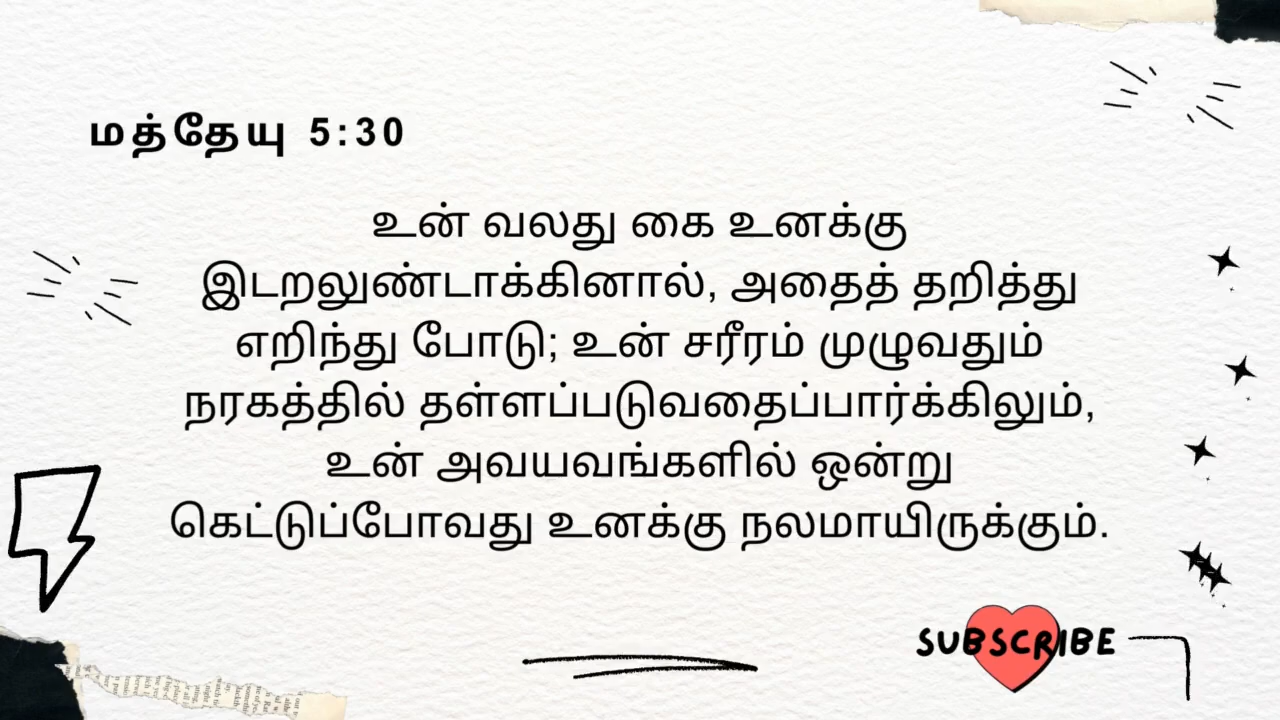 மத்தேயு 5:30
உன் வலது கை உனக்கு
இடறலுண்டாக்கினால், அதைத் தறித்து
எறிந்து போடு; உன் சரீரம் முழுவதும்
நரகத்தில் தள்ளப்படுவதைப்பார்க்கிலும்,
உன் அவயவங்களில் ஒன்று
கெட்டுப்போவது உனக்கு நலமாயிருக்கும்.
SUBSCRIBE